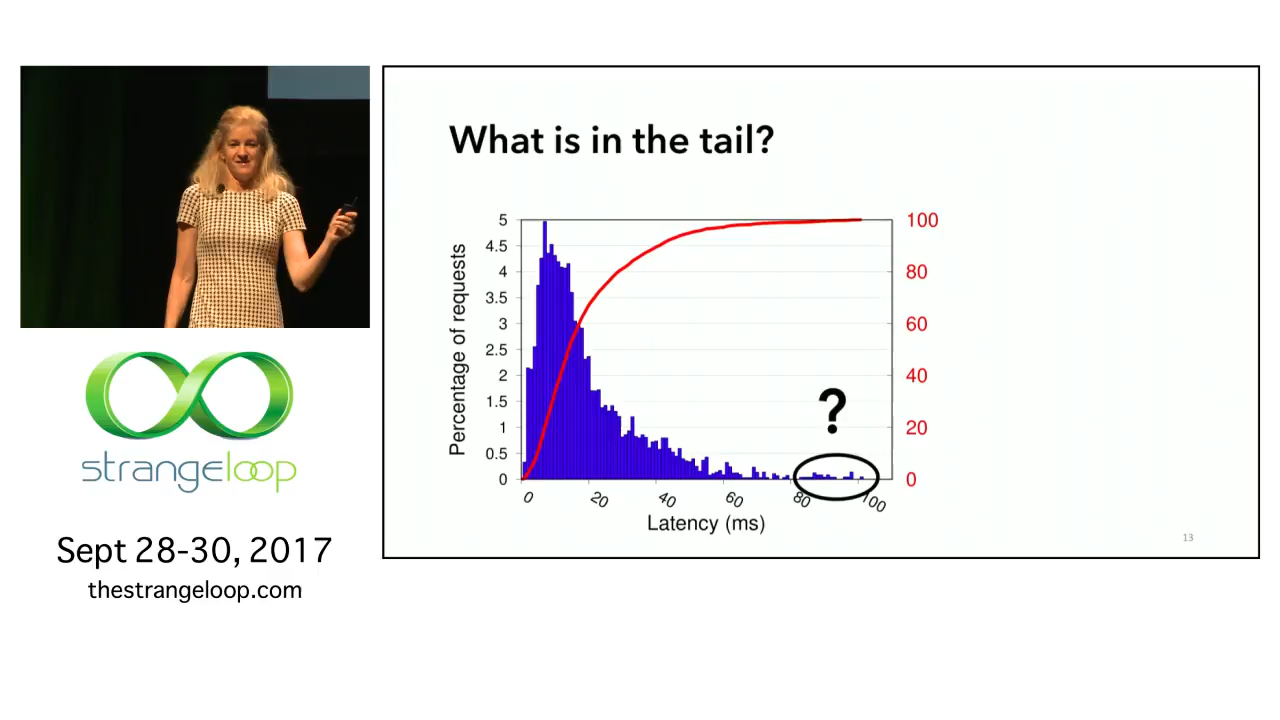 What is in the tail?
Percentage of requests
5
4.5
4
3.5
3
2.5
2
1.5
1
0.5
0
100
80
60
40
20
0
?
0 20 40 60 80 100
Latency (ms)
13
strangeloop
Sept 28-30, 2017
thestrangeloop.com